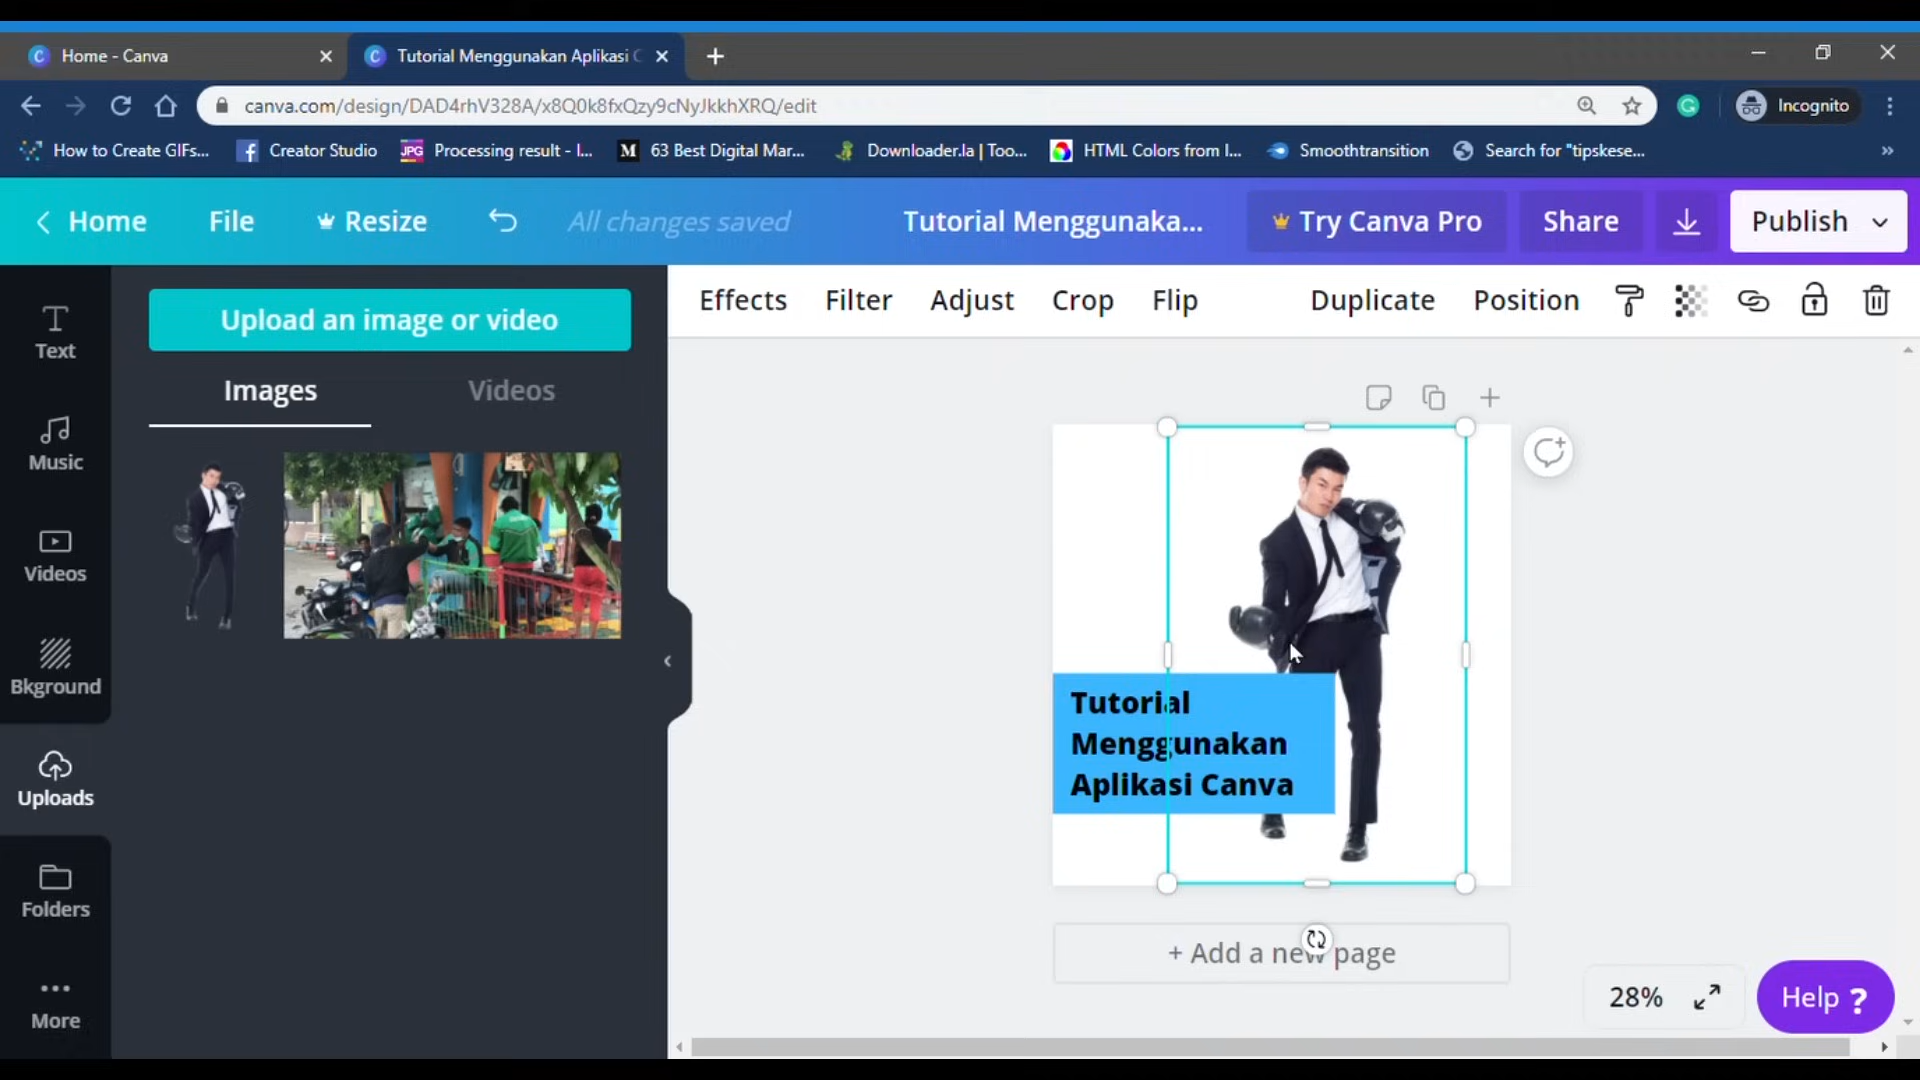 Home - Canva
Tutorial Menggunakan Aplikasi C
canva.com/design/DAD4rhV328A/x8Q0k8fxQzy9cNyJkkhXRQ/edit
Incognito
How to Create GIFs...
Creator Studio
JPG
Processing result - I...
M
63 Best Digital Mar...
Downloader.la | Too...
HTML Colors from I...
Smoothtransition
Search for "tipskese...
Home
File
Resize
All changes saved
Tutorial Menggunaka...
Try Canva Pro
Share
Publish
Text
Music
Videos
Bkground
Uploads
Folders
More
Upload an image or video
Images
Videos
Effects
Filter
Adjust
Crop
Flip
Duplicate
Position
Tutorial
Menggunakan
Aplikasi Canva
+ Add a new page
28%
Help ?